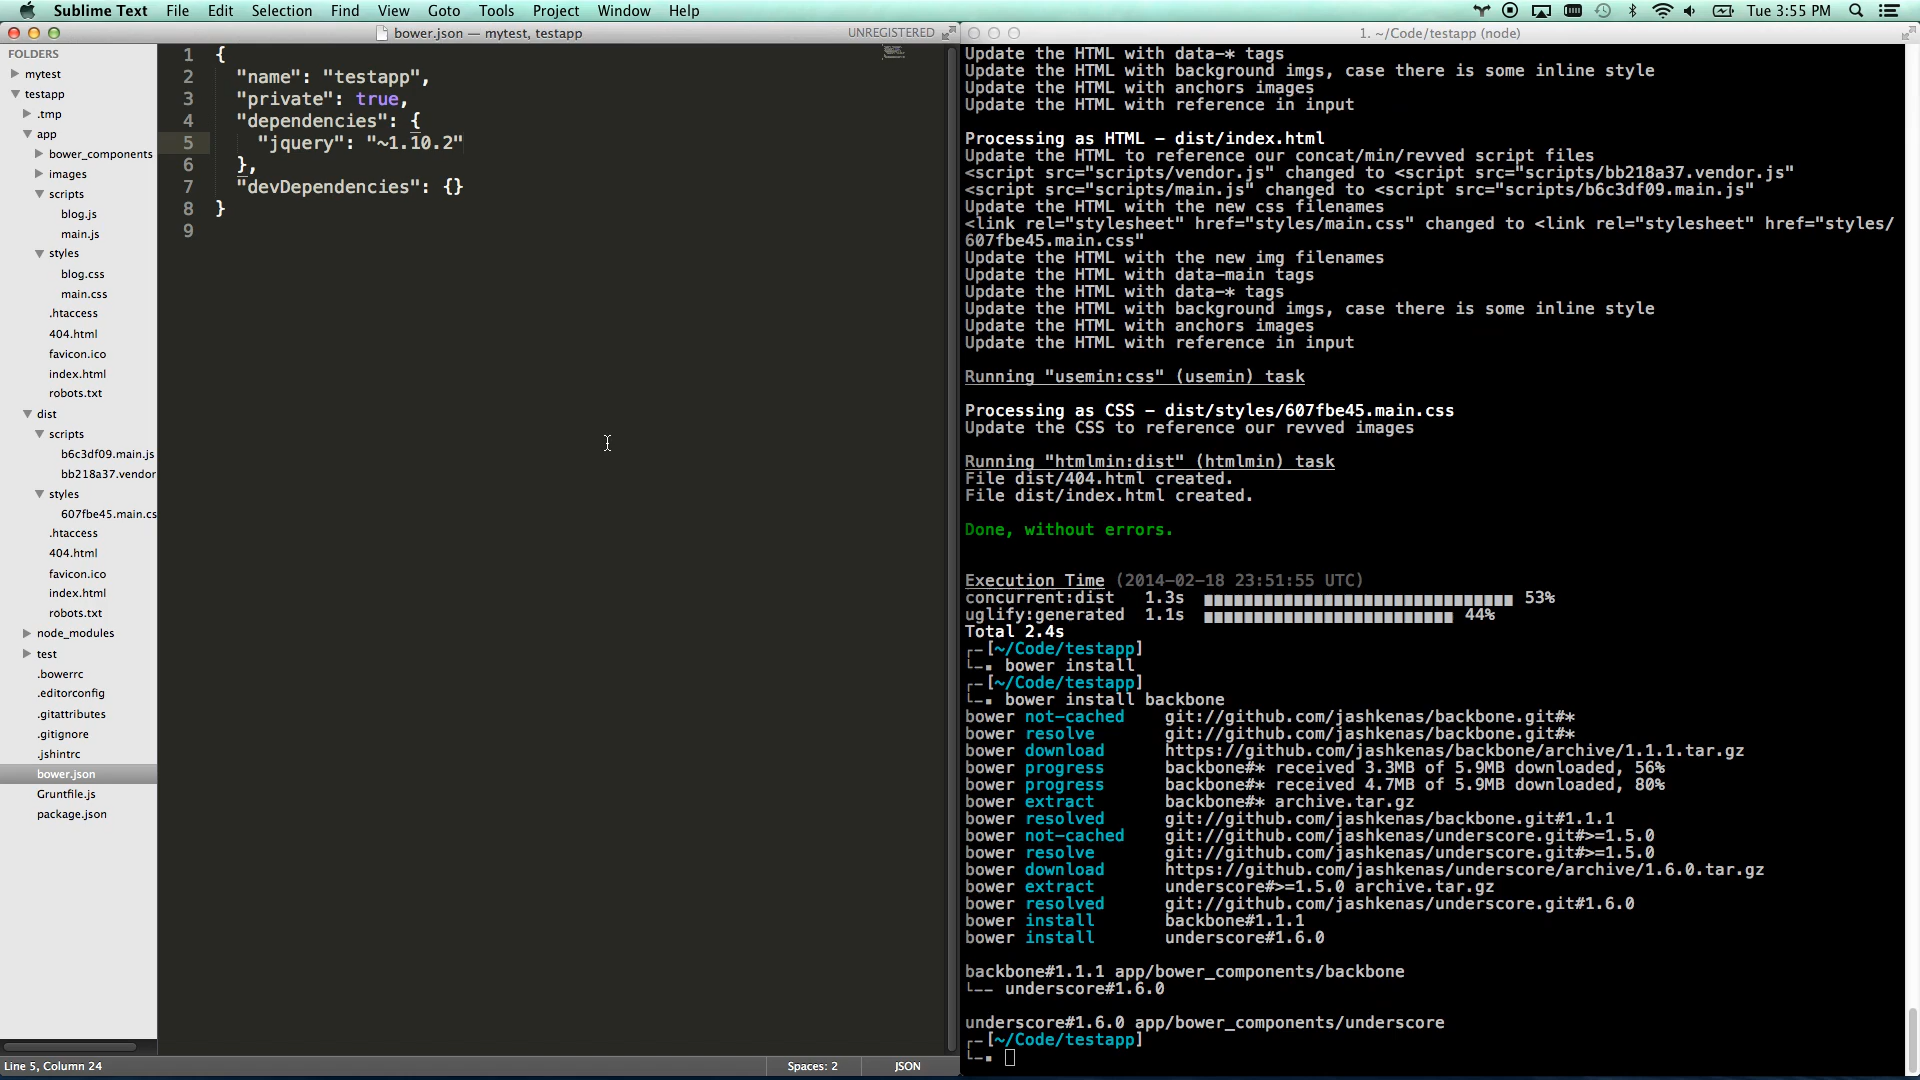 Sublime Text File Edit Selection Find View Goto Tools Project Window Help Tue 3:55 PM
bower.json — mytest, testapp UNREGISTERED
FOLDERS
mytest
testapp
.tmp
app
bower_components
images
scripts
blog.js
main.js
styles
blog.css
main.css
.htaccess
404.html
favicon.ico
index.html
robots.txt
dist
scripts
b6c3df09.main.js
bb218a37.vendor
styles
607fbe45.main.cs
.htaccess
404.html
favicon.ico
index.html
robots.txt
node_modules
test
.bowerrc
.editorconfig
.gitattributes
.gitignore
.jshintrc
bower.json
Gruntfile.js
package.json
1 {
2 "name": "testapp",
3 "private": true,
4 "dependencies": {
5 "jquery": "~1.10.2"
6 },
7 "devDependencies": {}
8 }
9
Line 5, Column 24 Spaces: 2 JSON
1. ~/Code/testapp (node)
Update the HTML with data-* tags
Update the HTML with background imgs, case there is some inline style
Update the HTML with anchors images
Update the HTML with reference in input
Processing as HTML – dist/index.html
Update the HTML to reference our concat/min/revved script files
<script src="scripts/vendor.js" changed to <script src="scripts/bb218a37.vendor.js"
<script src="scripts/main.js" changed to <script src="scripts/b6c3df09.main.js"
Update the HTML with the new css filenames
<link rel="stylesheet" href="styles/main.css" changed to <link rel="stylesheet" href="styles/
607fbe45.main.css"
Update the HTML with the new img filenames
Update the HTML with data-main tags
Update the HTML with data-* tags
Update the HTML with background imgs, case there is some inline style
Update the HTML with anchors images
Update the HTML with reference in input
Running "usemin:css" (usemin) task
Processing as CSS – dist/styles/607fbe45.main.css
Update the CSS to reference our revved images
Running "htmlmin:dist" (htmlmin) task
File dist/404.html created.
File dist/index.html created.
Done, without errors.
Execution Time (2014-02-18 23:51:55 UTC)
concurrent:dist 1.3s 53%
uglify:generated 1.1s 44%
Total 2.4s
┌─[~/Code/testapp]
└─▪ bower install
┌─[~/Code/testapp]
└─▪ bower install backbone
bower not-cached git://github.com/jashkenas/backbone.git#*
bower resolve git://github.com/jashkenas/backbone.git#*
bower download https://github.com/jashkenas/backbone/archive/1.1.1.tar.gz
bower progress backbone#* received 3.3MB of 5.9MB downloaded, 56%
bower progress backbone#* received 4.7MB of 5.9MB downloaded, 80%
bower extract backbone#* archive.tar.gz
bower resolved git://github.com/jashkenas/backbone.git#1.1.1
bower not-cached git://github.com/jashkenas/underscore.git#>=1.5.0
bower resolve git://github.com/jashkenas/underscore.git#>=1.5.0
bower download https://github.com/jashkenas/underscore/archive/1.6.0.tar.gz
bower extract underscore#>=1.5.0 archive.tar.gz
bower resolved git://github.com/jashkenas/underscore.git#1.6.0
bower install backbone#1.1.1
bower install underscore#1.6.0
backbone#1.1.1 app/bower_components/backbone
└── underscore#1.6.0
underscore#1.6.0 app/bower_components/underscore
┌─[~/Code/testapp]
└─▪